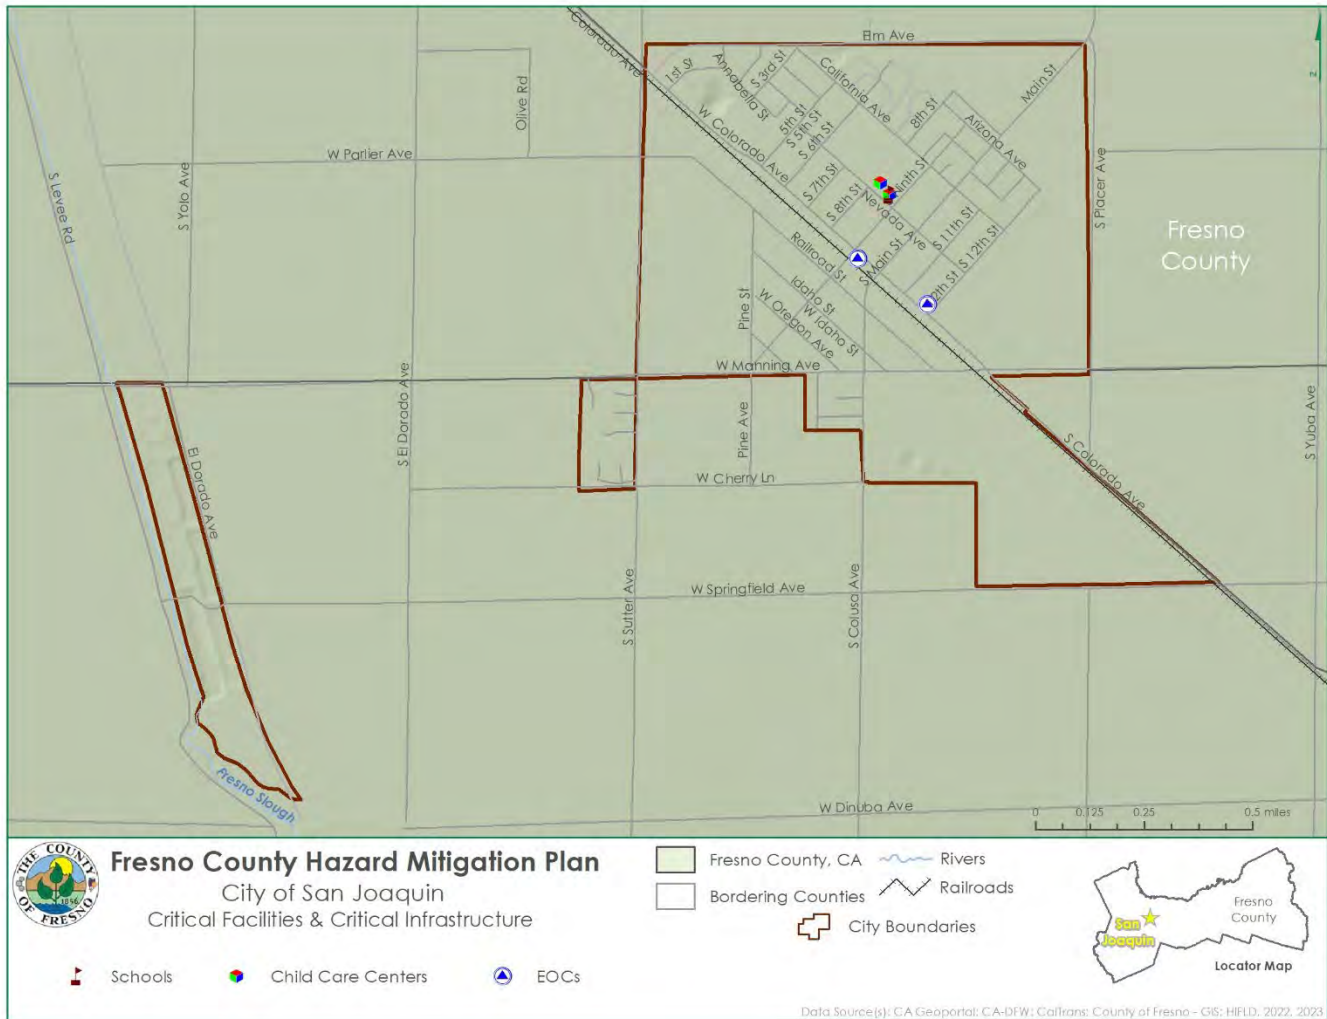 Colorado Ave
Elm Ave
1st St
Annabella St
S 3rd St
California Ave
Main St
Olive Rd
8th St
Arizona Ave
5th St
S 5th St
S 6th St
W Colorado Ave
W Parlier Ave
S Levee Rd
S Yolo Ave
S 7th St
S 8th St
Ninth St
Nevada Ave
S Placer Ave
S 11th St
S 12th St
Fresno
County
Railroad St
S Main St
12th St
Idaho St
W Idaho St
W Oregon Ave
Pine St
W Manning Ave
S El Dorado Ave
El Dorado Ave
Pine Ave
S Yuba Ave
S Colorado Ave
W Cherry Ln
W Springfield Ave
S Sutter Ave
S Colusa Ave
Fresno Slough
W Dinuba Ave
0 0.125 0.25 0.5 miles
THE COUNTY
OF FRESNO
1856
Fresno County Hazard Mitigation Plan
City of San Joaquin
Critical Facilities & Critical Infrastructure
Schools
Child Care Centers
EOCs
Fresno County, CA
Bordering Counties
Rivers
Railroads
City Boundaries
San
Joaquin
Fresno
County
Locator Map
Data Source(s): CA Geoportal; CA-DFW; CalTrans; County of Fresno - GIS; HIFLD, 2022, 2023